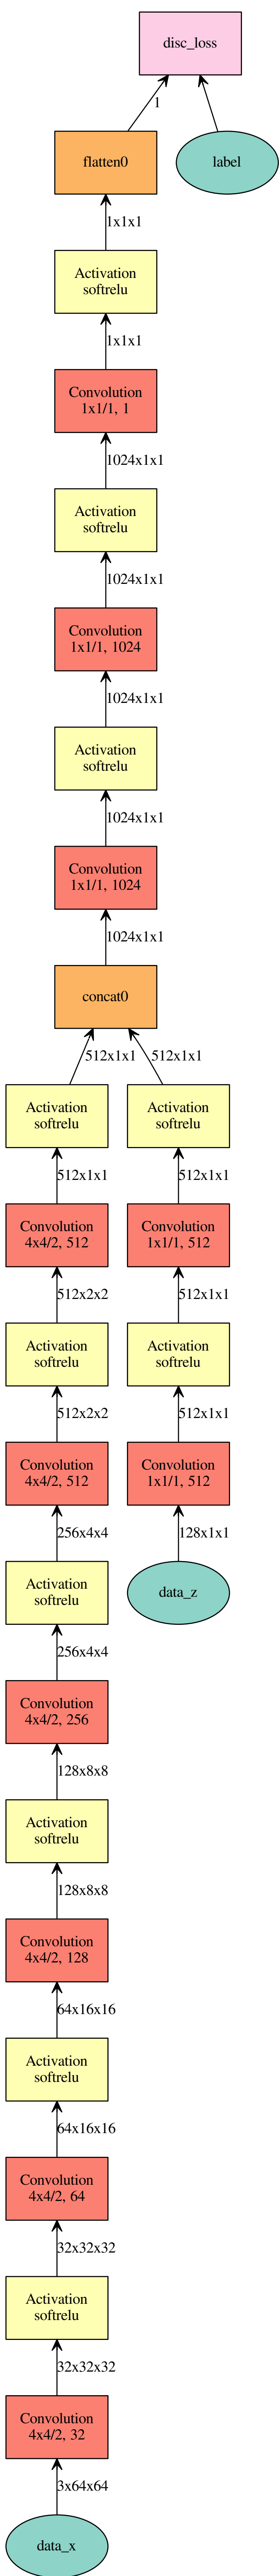 disc_loss
1
flatten0
label
1x1x1
Activation
softrelu
1x1x1
Convolution
1x1/1, 1
1024x1x1
Activation
softrelu
1024x1x1
Convolution
1x1/1, 1024
1024x1x1
Activation
softrelu
1024x1x1
Convolution
1x1/1, 1024
1024x1x1
concat0
512x1x1
512x1x1
Activation
softrelu
Activation
softrelu
512x1x1
512x1x1
Convolution
4x4/2, 512
Convolution
1x1/1, 512
512x2x2
512x1x1
Activation
softrelu
Activation
softrelu
512x2x2
512x1x1
Convolution
4x4/2, 512
Convolution
1x1/1, 512
256x4x4
128x1x1
Activation
softrelu
data_z
256x4x4
Convolution
4x4/2, 256
128x8x8
Activation
softrelu
128x8x8
Convolution
4x4/2, 128
64x16x16
Activation
softrelu
64x16x16
Convolution
4x4/2, 64
32x32x32
Activation
softrelu
32x32x32
Convolution
4x4/2, 32
3x64x64
data_x